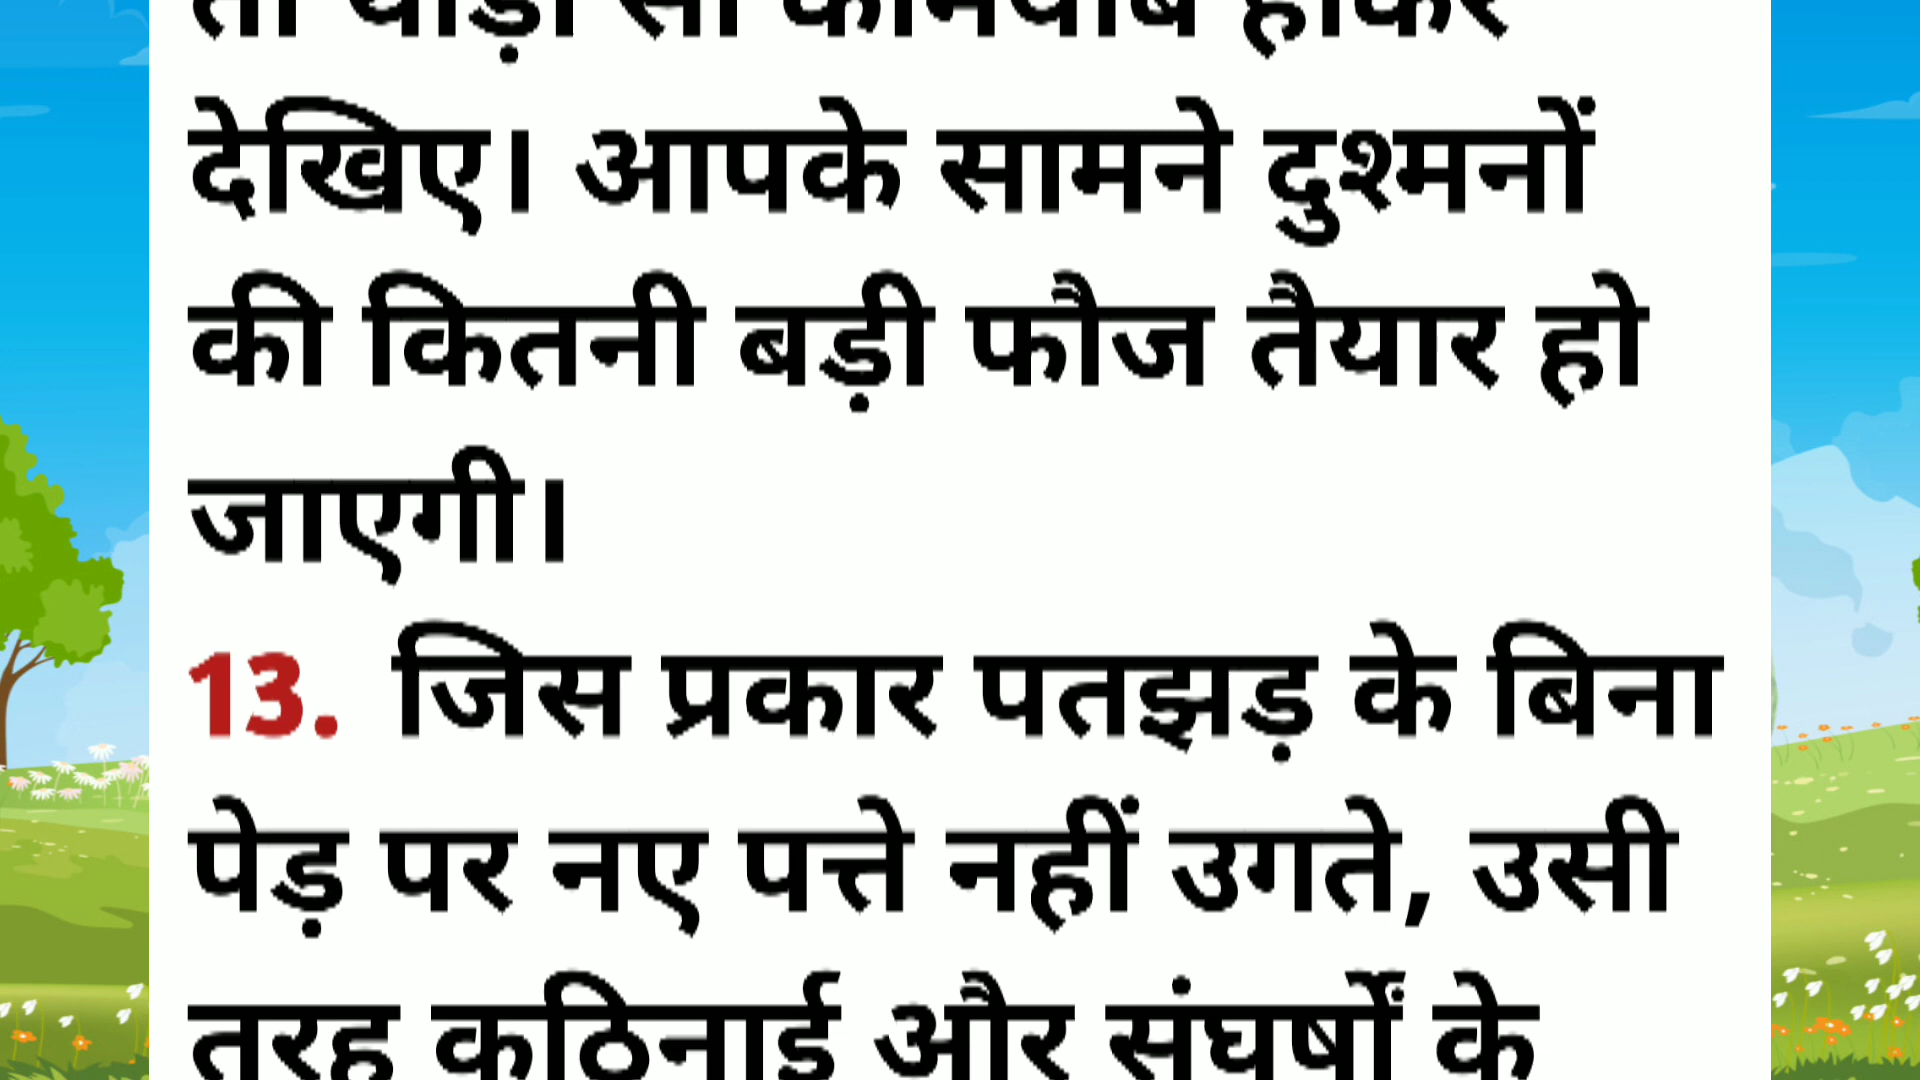 तो थोड़ा सा कामयाब होकर
देखिए। आपके सामने दुश्मनों
की कितनी बड़ी फौज तैयार हो
जाएगी।
13. जिस प्रकार पतझड़ के बिना
पेड़ पर नए पत्ते नहीं उगते, उसी
तरह कठिनाई और संघर्षों के